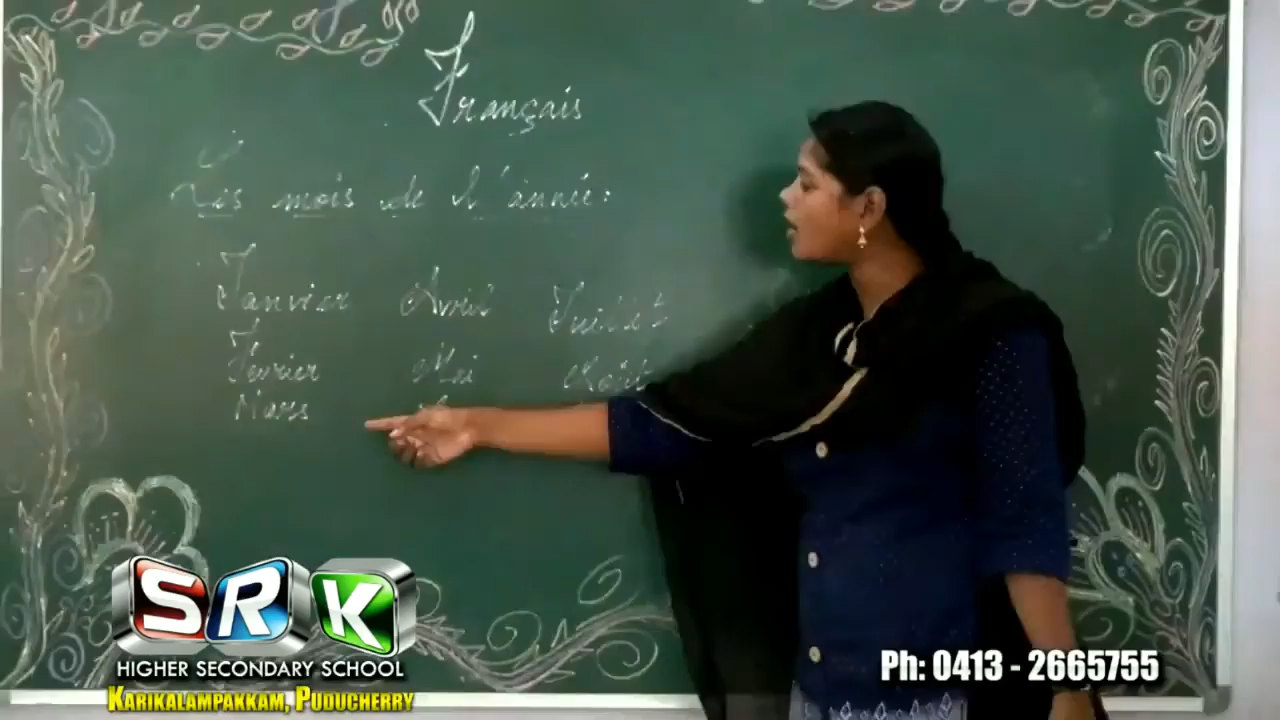 Français
Les mois de l'année:
Janvier Avril Juillet
Février Mai Août
Mars
SRK
HIGHER SECONDARY SCHOOL
KARIKALAMPAKKAM, PUDUCHERRY
Ph: 0413 - 2665755